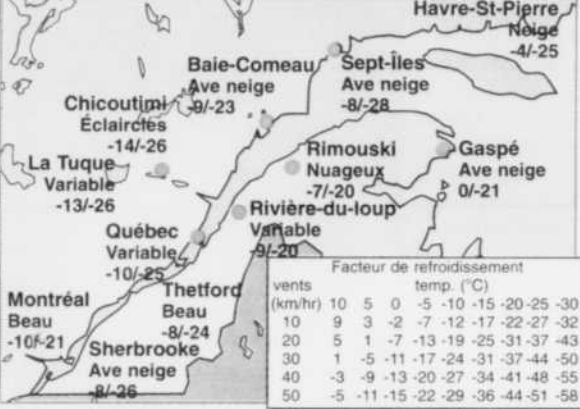 Havre-St-Pierre
Neige
-4/-25
Baie-Comeau
Ave neige
-9/-23
Sept-Îles
Ave neige
-8/-28
Chicoutimi
Éclaircies
-14/-26
La Tuque
Variable
-13/-26
Rimouski
Nuageux
-7/-20
Gaspé
Ave neige
0/-21
Québec
Variable
-10/-25
Rivière-du-loup
Variable
-9/-20
Montréal
Beau
-10/-21
Thetford
Beau
-8/-24
Sherbrooke
Ave neige
-8/-26
Facteur de refroidissement
vents temp. (°C)
(km/hr) 10 5 0 -5 -10 -15 -20 -25 -30
10 9 3 -2 -7 -12 -17 -22 -27 -32
20 5 1 -7 -13 -19 -25 -31 -37 -43
30 1 -5 -11 -17 -24 -31 -37 -44 -50
40 -3 -9 -13 -20 -27 -34 -41 -48 -55
50 -5 -11 -15 -22 -29 -36 -44 -51 -58